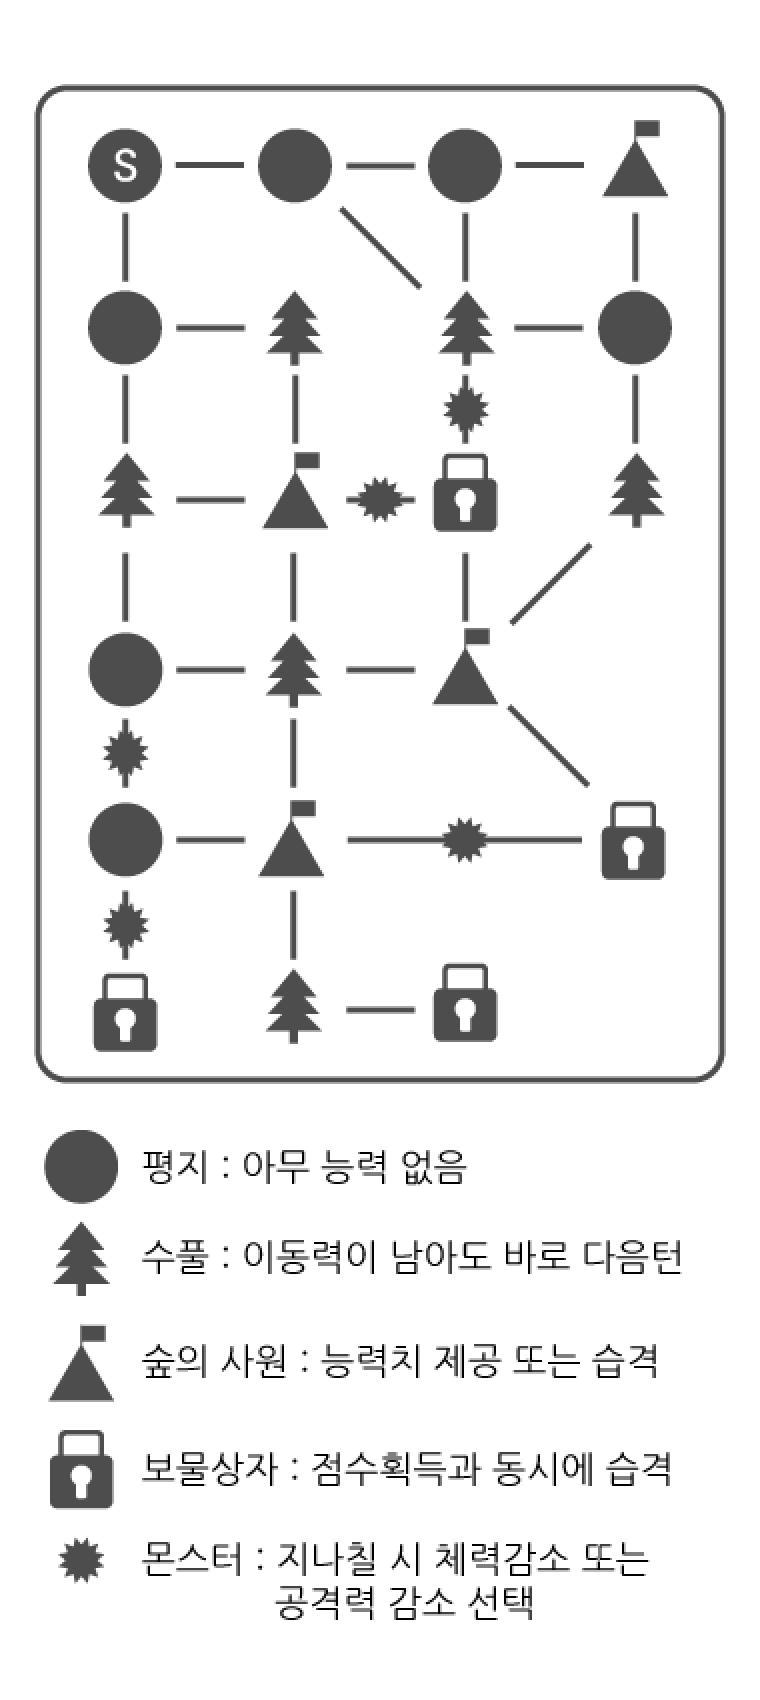 S
평지 : 아무 능력 없음
수풀 : 이동력이 남아도 바로 다음턴
숲의 사원 : 능력치 제공 또는 습격
보물상자 : 점수획득과 동시에 습격
몬스터 : 지나칠 시 체력감소 또는
공격력 감소 선택